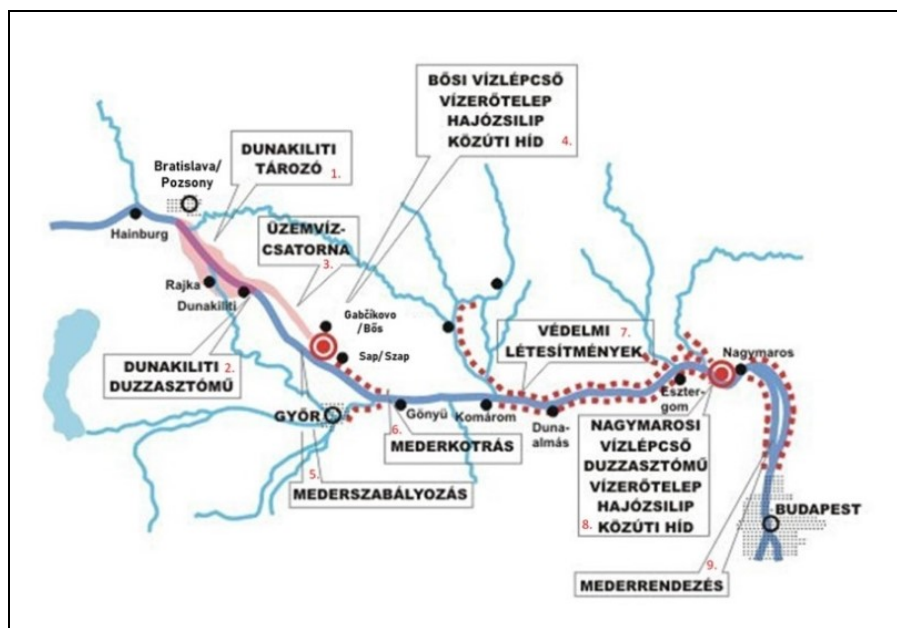 BŐSI VÍZLÉPCSŐ
VÍZERŐTELEP
HAJÓZSILIP
KÖZÚTI HÍD 4.
DUNAKILITI
TÁROZÓ 1.
Bratislava/
Pozsony
Hainburg
ÜZEMVÍZ-
CSATORNA
3.
Rajka
Dunakiliti
Gabčíkovo
/Bős
Sap/Szap
VÉDELMI 7.
LÉTESÍTMÉNYEK
Nagymaros
DUNAKILITI
DUZZASTÓMŰ 2.
GYŐR
Gönyü
Komárom
Duna-
almás
Eszter-
gom
6.
MEDERKOTRÁS
5.
MEDERSZABÁLYOZÁS
NAGYMAROSI
VÍZLÉPCSŐ
DUZZASZTÓMŰ
VÍZERŐTELEP
HAJÓZSILIP
8. KÖZÚTI HÍD
BUDAPEST
9.
MEDERRENDEZÉS